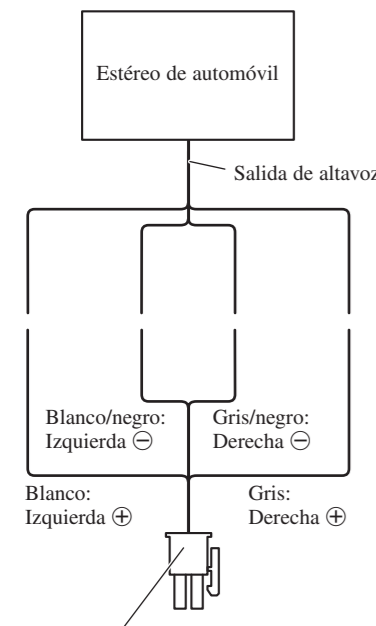 Estéreo de automóvil
Salida de altavoz
Blanco/negro:
Izquierda ⊖
Gris/negro:
Derecha ⊖
Blanco:
Izquierda ⊕
Gris:
Derecha ⊕